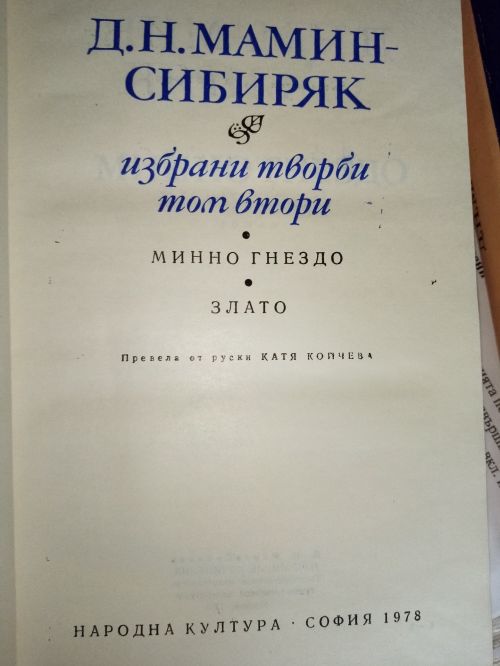 Д.Н.МАМИН-
СИБИРЯК
избрани творби
том втори
МИННО ГНЕЗДО
ЗЛАТО
Превела от руски КАТЯ КОЙЧЕВА
НАРОДНА КУЛТУРА · СОФИЯ 1978